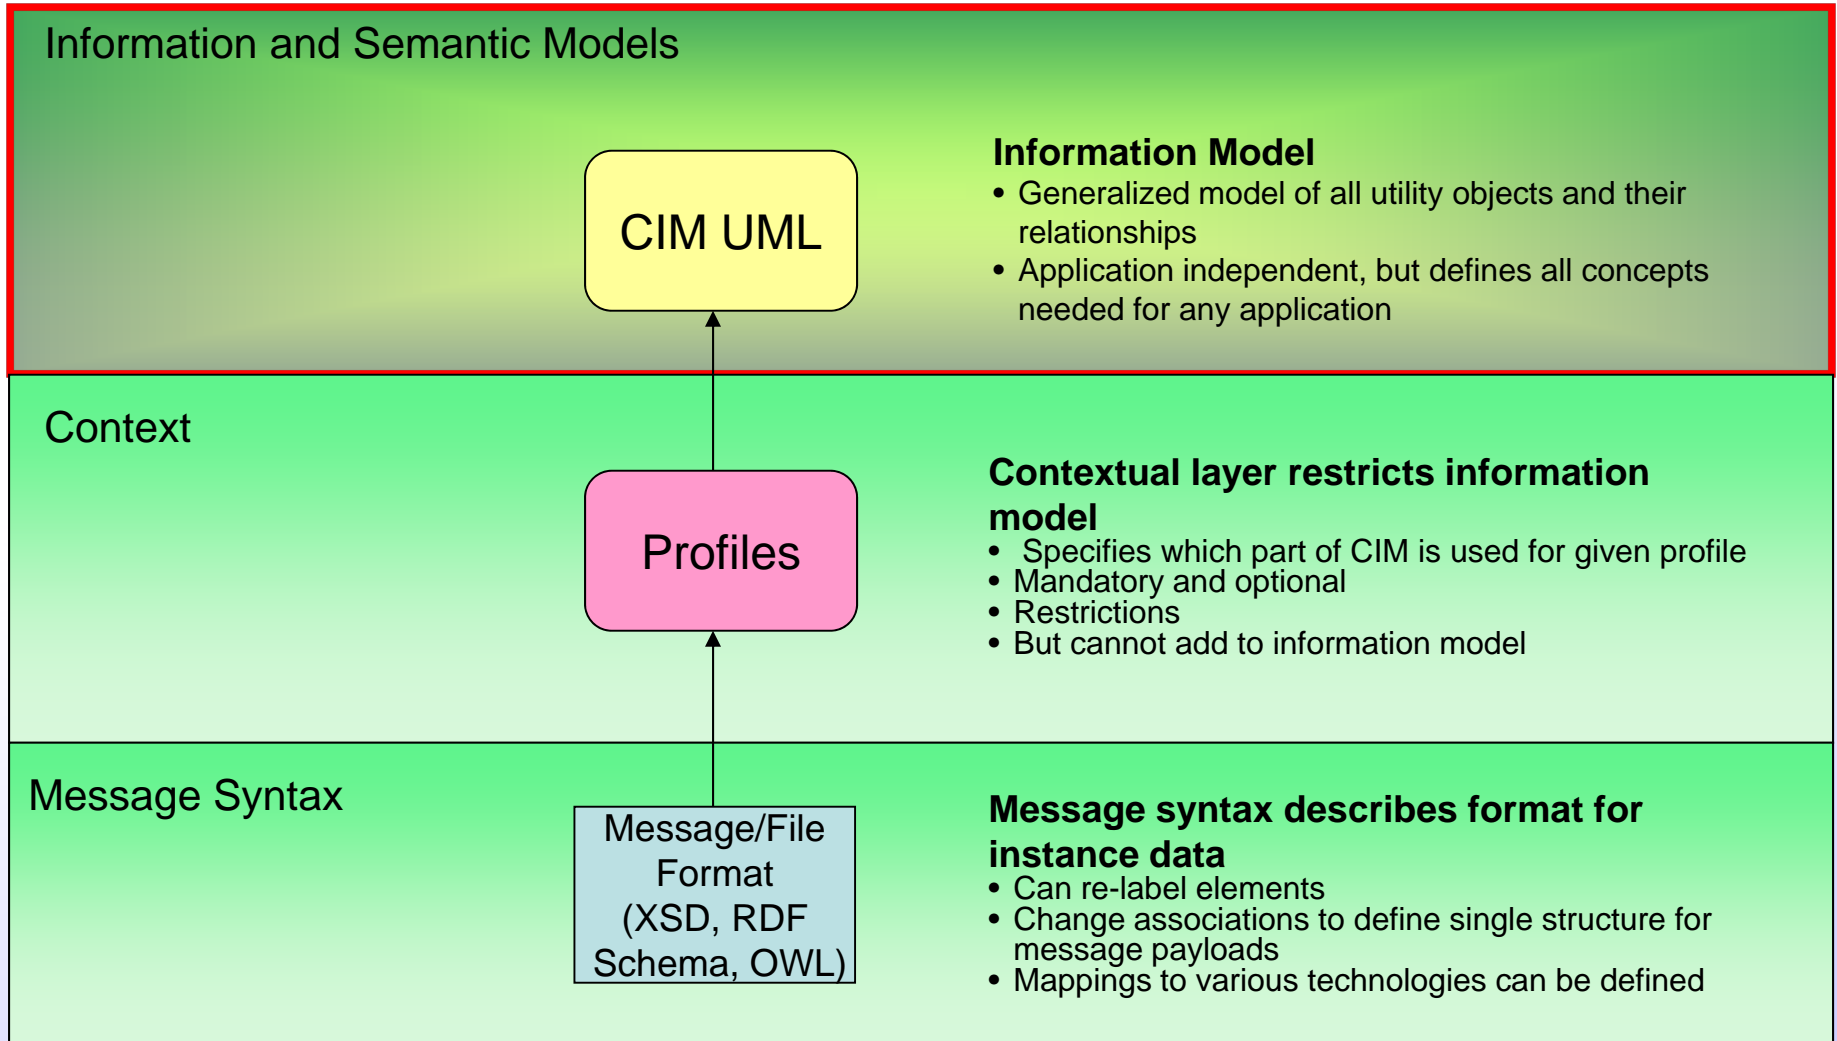 Information and Semantic Models
CIM UML
Information Model
• Generalized model of all utility objects and their
relationships
• Application independent, but defines all concepts
needed for any application
Context
Profiles
Contextual layer restricts information
model
• Specifies which part of CIM is used for given profile
• Mandatory and optional
• Restrictions
• But cannot add to information model
Message Syntax
Message/File
Format
(XSD, RDF
Schema, OWL)
Message syntax describes format for
instance data
• Can re-label elements
• Change associations to define single structure for
message payloads
• Mappings to various technologies can be defined